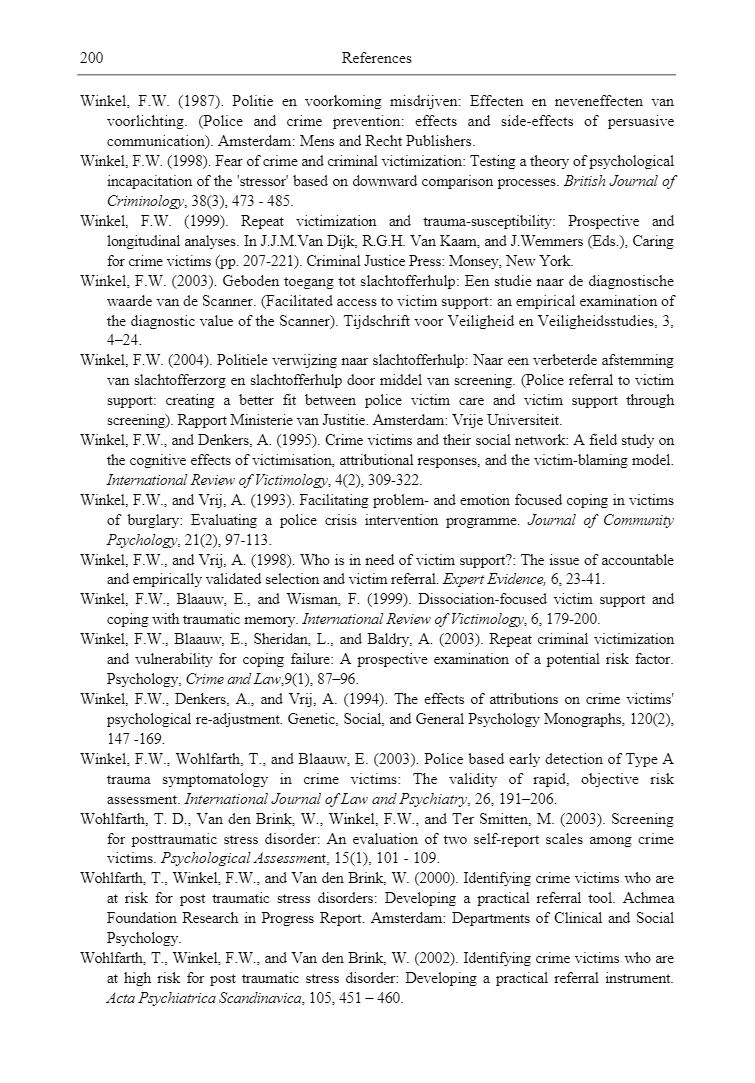 200 References
Winkel, F.W. (1987). Politie en voorkoming misdrijven: Effecten en neveneffecten van
voorlichting. (Police and crime prevention: effects and side-effects of persuasive
communication). Amsterdam: Mens and Recht Publishers.
Winkel, F.W. (1998). Fear of crime and criminal victimization: Testing a theory of psychological
incapacitation of the 'stressor' based on downward comparison processes. British Journal of
Criminology, 38(3), 473 - 485.
Winkel, F.W. (1999). Repeat victimization and trauma-susceptibility: Prospective and
longitudinal analyses. In J.J.M.Van Dijk, R.G.H. Van Kaam, and J.Wemmers (Eds.), Caring
for crime victims (pp. 207-221). Criminal Justice Press: Monsey, New York.
Winkel, F.W. (2003). Geboden toegang tot slachtofferhulp: Een studie naar de diagnostische
waarde van de Scanner. (Facilitated access to victim support: an empirical examination of
the diagnostic value of the Scanner). Tijdschrift voor Veiligheid en Veiligheidsstudies, 3,
4–24.
Winkel, F.W. (2004). Politiele verwijzing naar slachtofferhulp: Naar een verbeterde afstemming
van slachtofferzorg en slachtofferhulp door middel van screening. (Police referral to victim
support: creating a better fit between police victim care and victim support through
screening). Rapport Ministerie van Justitie. Amsterdam: Vrije Universiteit.
Winkel, F.W., and Denkers, A. (1995). Crime victims and their social network: A field study on
the cognitive effects of victimisation, attributional responses, and the victim-blaming model.
International Review of Victimology, 4(2), 309-322.
Winkel, F.W., and Vrij, A. (1993). Facilitating problem- and emotion focused coping in victims
of burglary: Evaluating a police crisis intervention programme. Journal of Community
Psychology, 21(2), 97-113.
Winkel, F.W., and Vrij, A. (1998). Who is in need of victim support?: The issue of accountable
and empirically validated selection and victim referral. Expert Evidence, 6, 23-41.
Winkel, F.W., Blaauw, E., and Wisman, F. (1999). Dissociation-focused victim support and
coping with traumatic memory. International Review of Victimology, 6, 179-200.
Winkel, F.W., Blaauw, E., Sheridan, L., and Baldry, A. (2003). Repeat criminal victimization
and vulnerability for coping failure: A prospective examination of a potential risk factor.
Psychology, Crime and Law,9(1), 87–96.
Winkel, F.W., Denkers, A., and Vrij, A. (1994). The effects of attributions on crime victims'
psychological re-adjustment. Genetic, Social, and General Psychology Monographs, 120(2),
147 -169.
Winkel, F.W., Wohlfarth, T., and Blaauw, E. (2003). Police based early detection of Type A
trauma symptomatology in crime victims: The validity of rapid, objective risk
assessment. International Journal of Law and Psychiatry, 26, 191–206.
Wohlfarth, T. D., Van den Brink, W., Winkel, F.W., and Ter Smitten, M. (2003). Screening
for posttraumatic stress disorder: An evaluation of two self-report scales among crime
victims. Psychological Assessment, 15(1), 101 - 109.
Wohlfarth, T., Winkel, F.W., and Van den Brink, W. (2000). Identifying crime victims who are
at risk for post traumatic stress disorders: Developing a practical referral tool. Achmea
Foundation Research in Progress Report. Amsterdam: Departments of Clinical and Social
Psychology.
Wohlfarth, T., Winkel, F.W., and Van den Brink, W. (2002). Identifying crime victims who are
at high risk for post traumatic stress disorder: Developing a practical referral instrument.
Acta Psychiatrica Scandinavica, 105, 451 – 460.